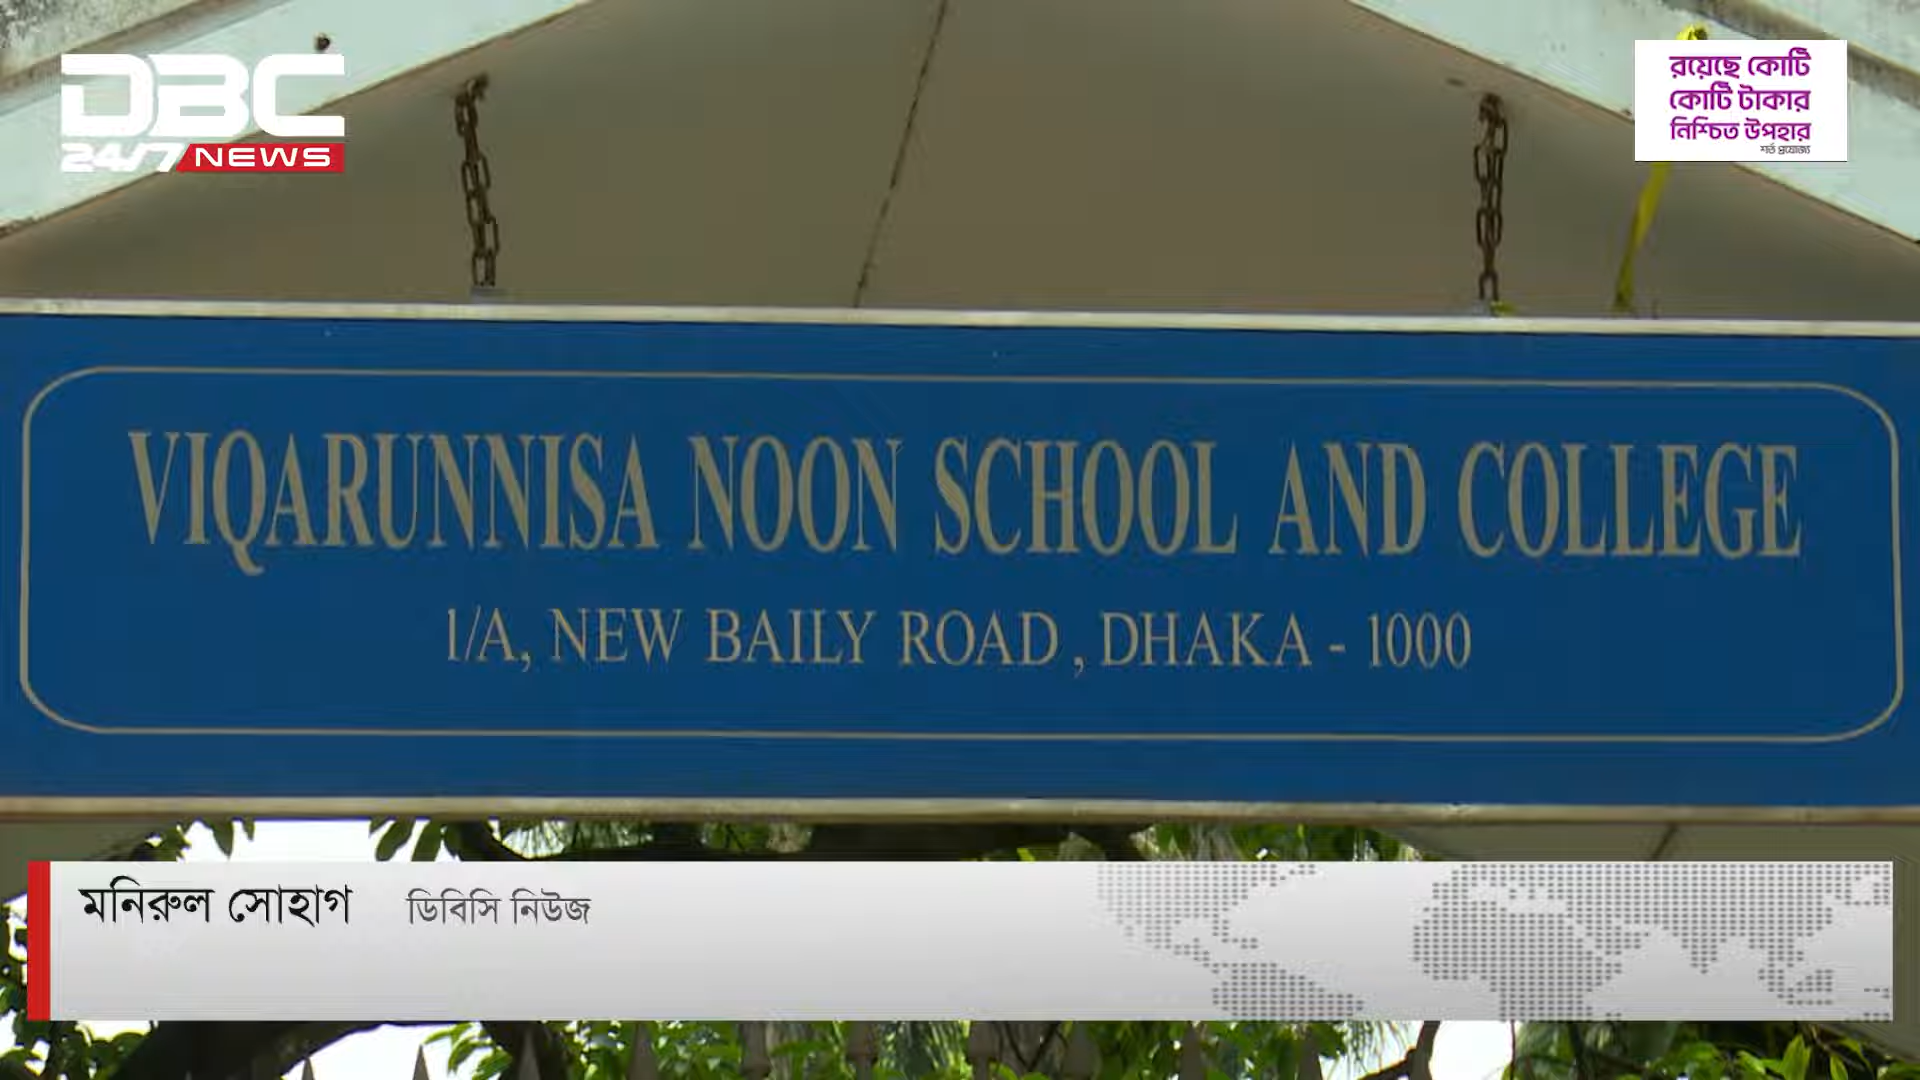 DBC
24/7 NEWS
রয়েছে কোটি
কোটি টাকার
নিশ্চিত উপহার
শর্ত প্রযোজ্য
VIQARUNNISA NOON SCHOOL AND COLLEGE
1/A, NEW BAILY ROAD, DHAKA - 1000
মনিরুল সোহাগ ডিবিসি নিউজ